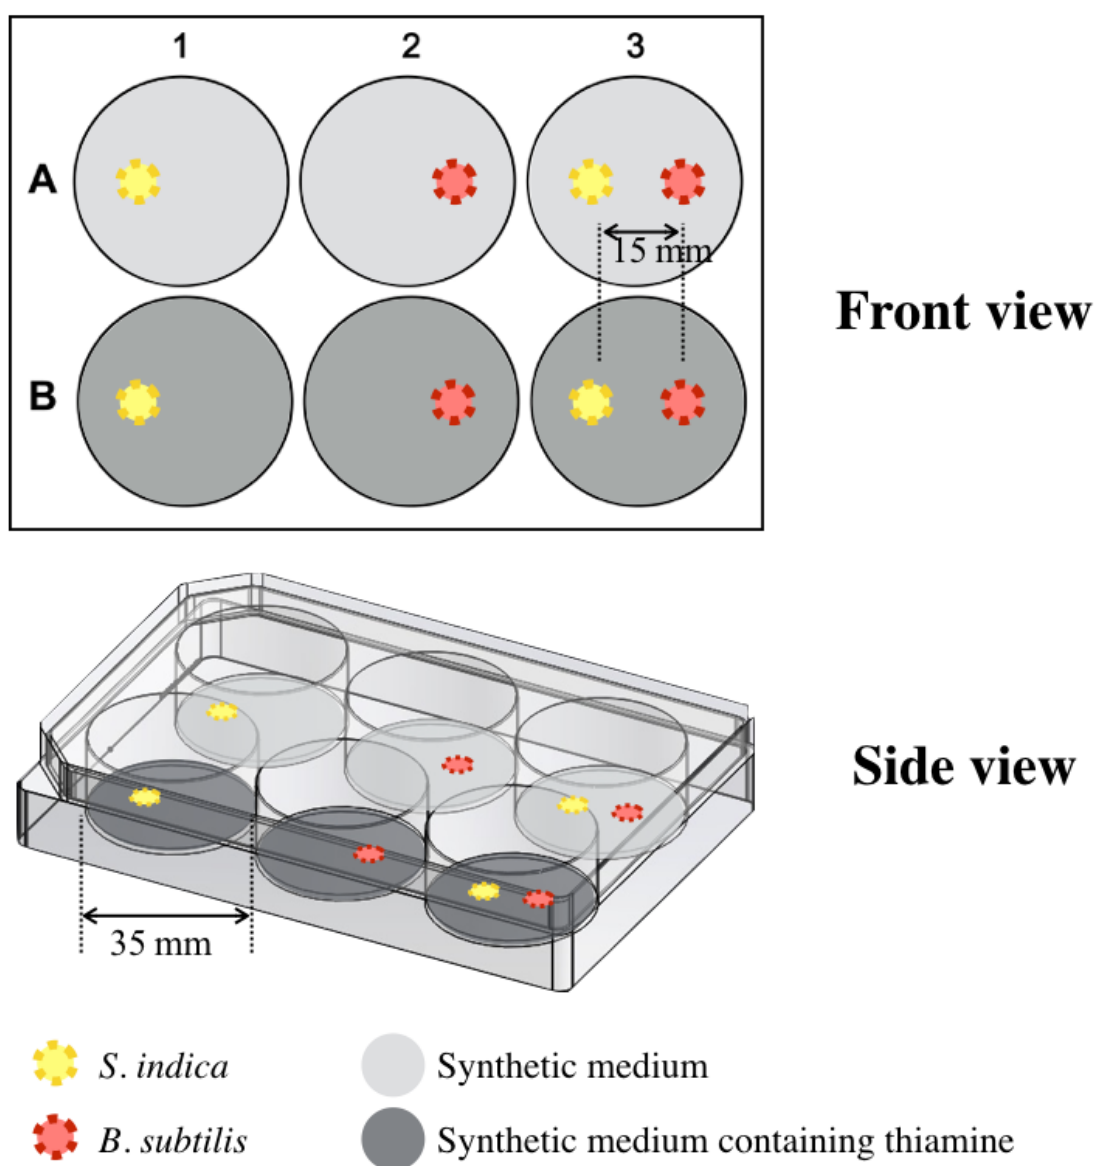 1 2 3
A
15 mm
Front view
B
Side view
35 mm
S. indica
Synthetic medium
B. subtilis
Synthetic medium containing thiamine